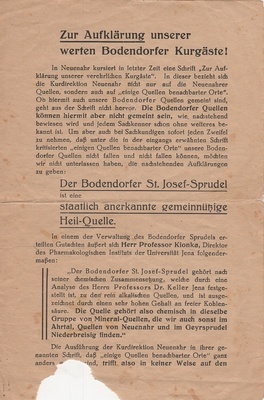 Zur Aufklärung unserer
werten Bodendorfer Kurgäste!
In Neuenahr kursiert in letzter Zeit eine Schrift „Zur Auf-
klärung unserer verehrlichen Kurgäste“. In dieser bezieht sich
die Kurdirektion Neuenahr nicht nur auf die Neuenahrer
Quellen, sondern auch auf „einige Quellen benachbarter Orte“.
Ob hierzu auch unsere Bodendorfer Quellen gemeint sind,
geht aus der Schrift nicht hervor. Die Bodendorfer Quellen
können hiermit aber nicht gemeint sein, wie nachstehend
bewiesen wird und jedem Sachkenner schon ohne weiteres be-
kannt ist. Um aber auch bei Sachkundigen sofort jeden Zweifel
zu nehmen, daß unter die in der eingangs erwähnten Schrift
kritisierten „einigen Quellen benachbarter Orte“ unsere Boden-
dorfer Quellen nicht fallen und nicht fallen können, möchten
wir nicht unterlassen haben, die nachstehenden Aufklärungen
zu geben:
Der Bodendorfer St. Josef-Sprudel
ist eine
staatlich anerkannte gemeinnützige
Heil-Quelle.
In einem der Verwaltung des Bodendorfer Sprudels er-
teilten Gutachten äußert sich Herr Professor Kionka, Direktor
des Pharmakologischen Instituts der Universität Jena folgender-
maßen:
„Der Bodendorfer St. Josef-Sprudel gehört nach
seiner chemischen Zusammensetzung, welche durch eine
Analyse des Herrn Professors Dr. Keller Jena festge-
stellt worden ist, zu den rein alkalischen Quellen, und ist ausge-
zeichnet durch einen sehr hohen Gehalt an freier Kohlen-
säure. Die Quelle gehört also chemisch in dieselbe
Gruppe von Mineral-Quellen, die wir auch sonst im
Ahrtal, Quellen von Neuenahr und im Geyrsprudel
Niederbreisig finden.“
Die Ausführung der Kurdirektion Neuenahr in ihrer ge-
nannten Schrift, daß „einige Quellen benachbarter Orte“ ganz
anders sind, trifft also in keiner Weise auf den